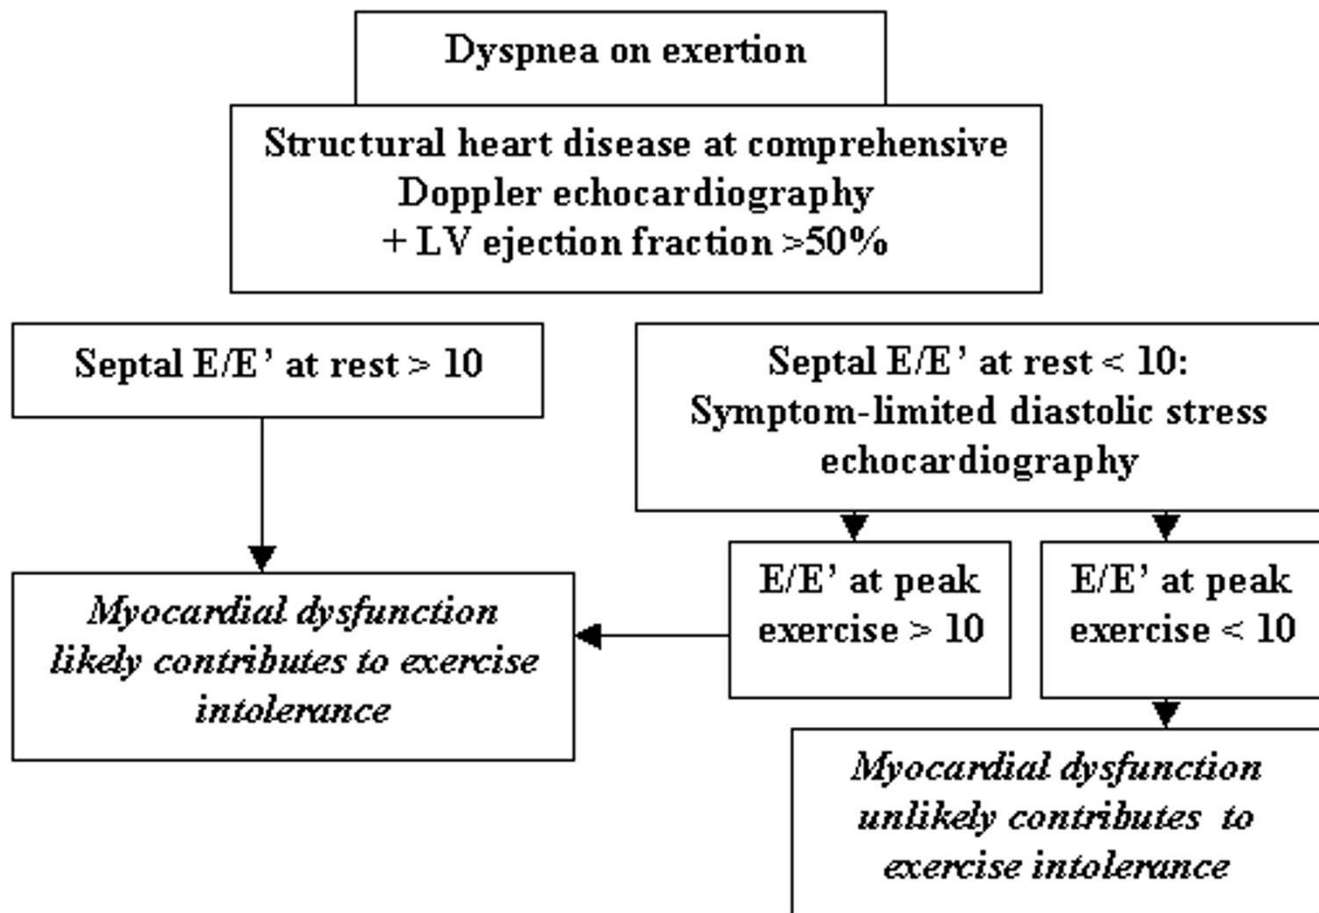 Dyspnea on exertion
Structural heart disease at comprehensive
Doppler echocardiography
+ LV ejection fraction >50%
Septal E/E’ at rest > 10
Septal E/E’ at rest < 10:
Symptom-limited diastolic stress
echocardiography
Myocardial dysfunction
likely contributes to exercise
intolerance
E/E’ at peak
exercise > 10
E/E’ at peak
exercise < 10
Myocardial dysfunction
unlikely contributes to
exercise intolerance